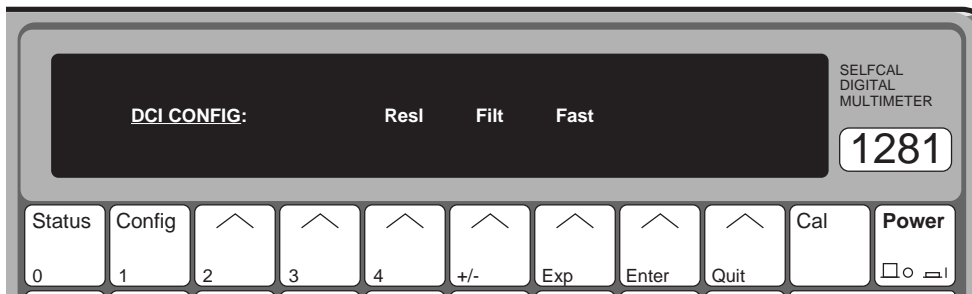 SELFCAL
DIGITAL
MULTIMETER
DCI CONFIG: Resl Filt Fast
1281
Status Config Cal Power
0 1 2 3 4 +/- Exp Enter Quit